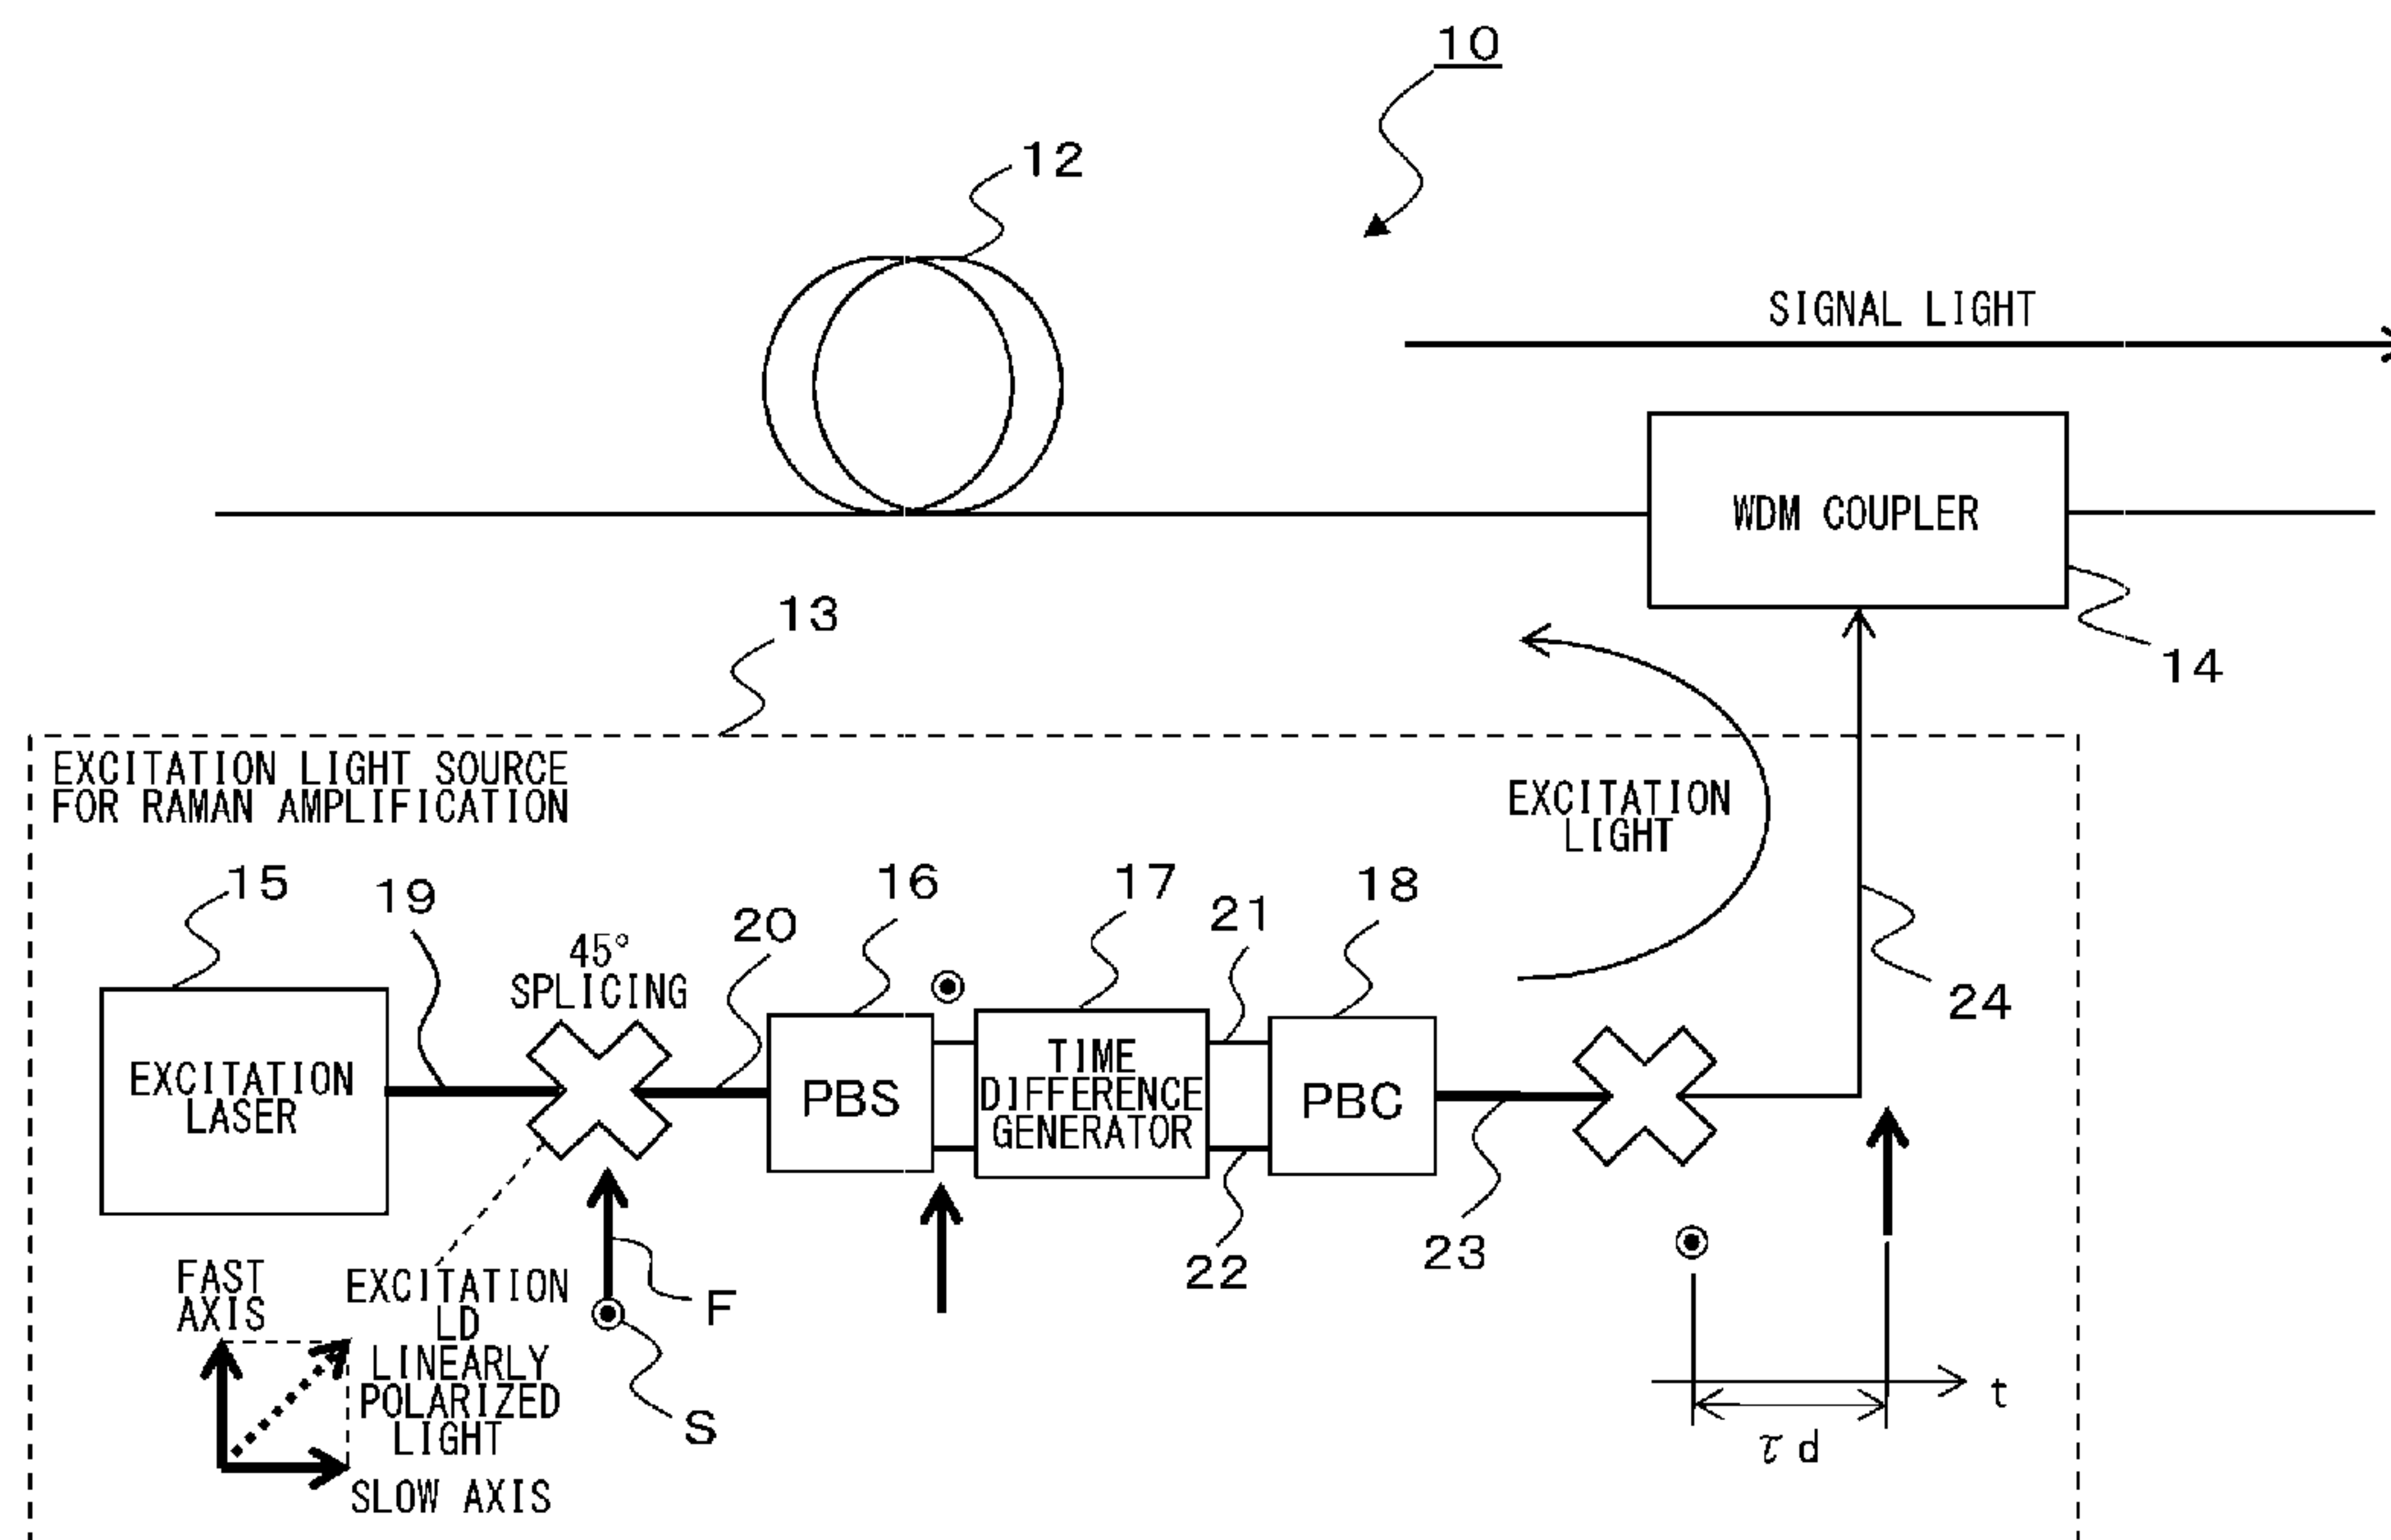 10
12
SIGNAL LIGHT
WDM COUPLER
13
14
EXCITATION LIGHT SOURCE
FOR RAMAN AMPLIFICATION
EXCITATION
LIGHT
15
19
45°
SPLICING
20
16
17
21
18
24
EXCITATION
LASER
PBS
TIME
DIFFERENCE
GENERATOR
PBC
22
23
FAST
AXIS
EXCITATION
LD
LINEARLY
POLARIZED
LIGHT
SLOW AXIS
F
S
t
τp